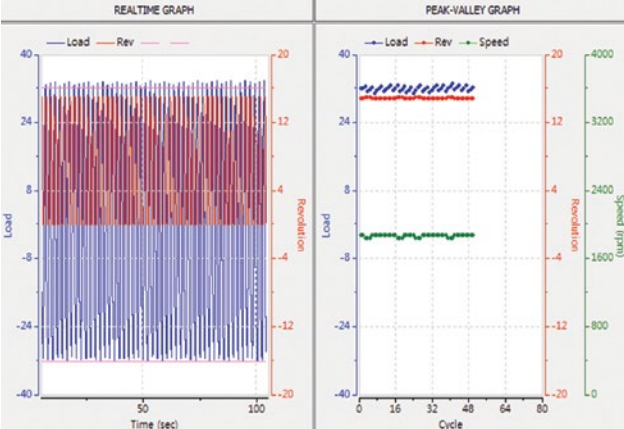 REALTIME GRAPH
PEAK-VALLEY GRAPH
Load Rev
Load Rev Speed
40
24
8
-8
-24
-40
Load
20
12
4
-4
-12
-20
Revolution
50 100
Time (sec)
40
24
8
-8
-24
-40
Load
20
12
4
-4
-12
-20
Revolution
4000
3200
2400
1600
800
0
Speed (rpm)
0 16 32 48 64 80
Cycle